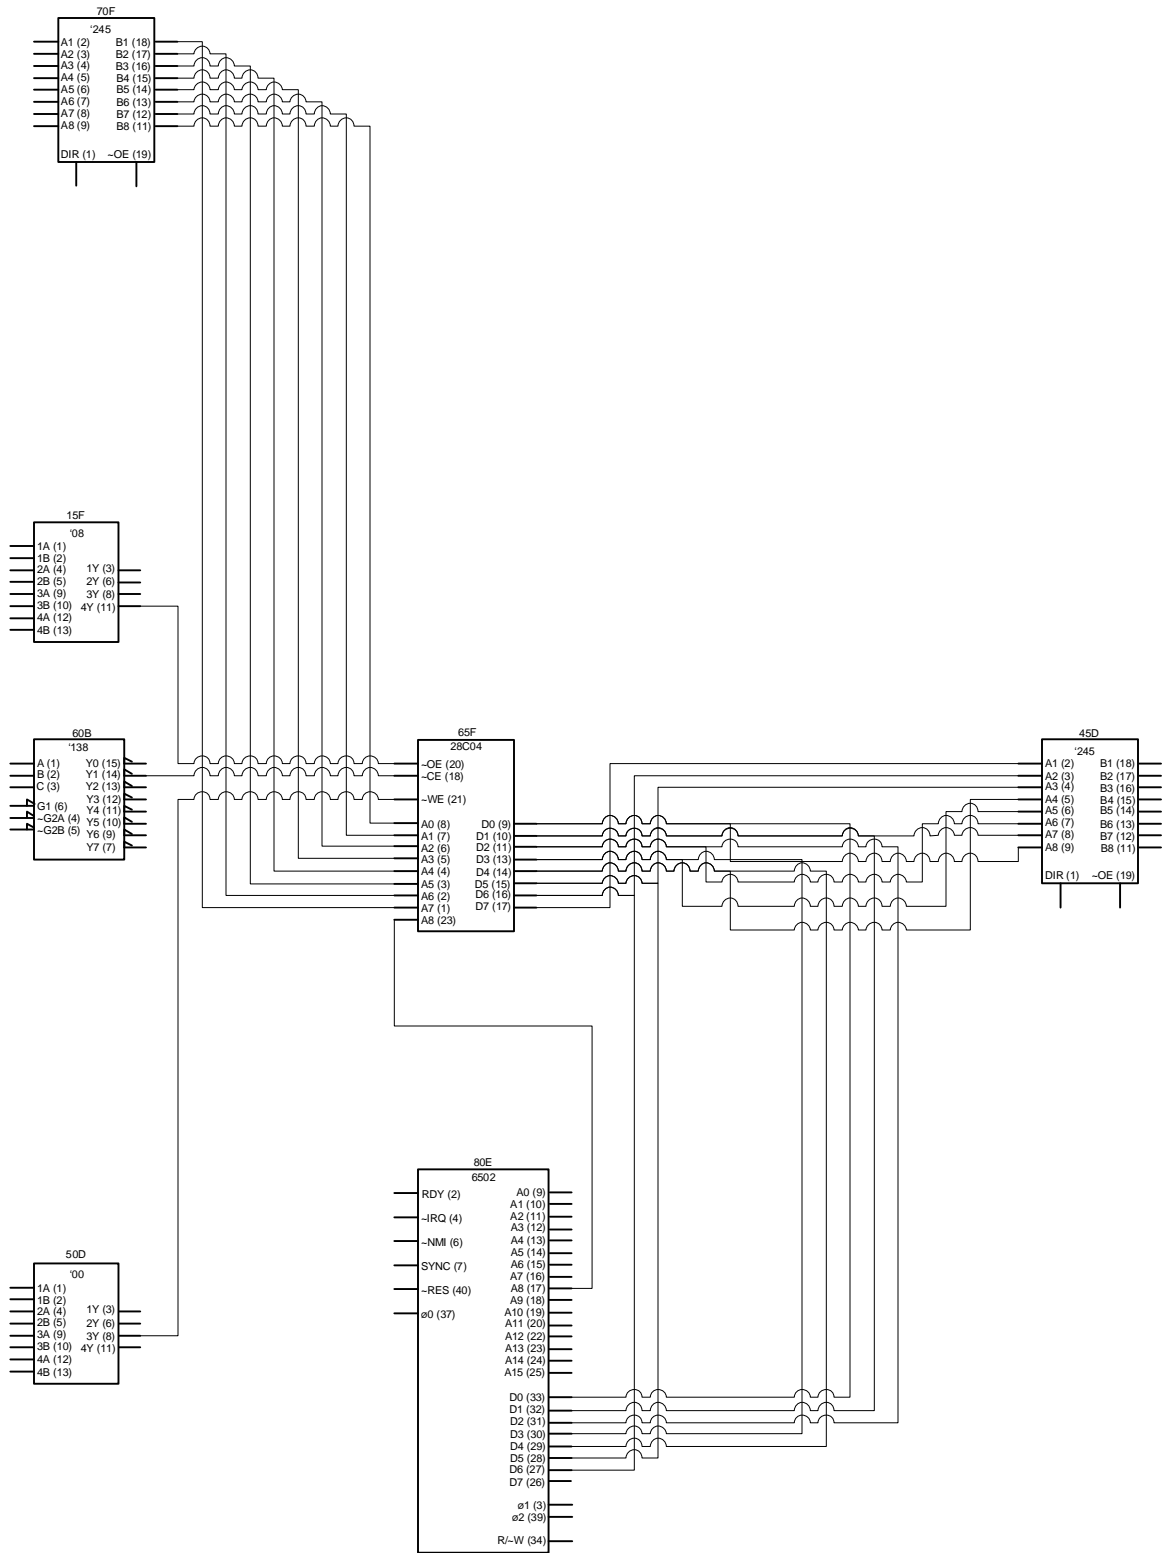 70F
'245
A1 (2) B1 (18)
A2 (3) B2 (17)
A3 (4) B3 (16)
A4 (5) B4 (15)
A5 (6) B5 (14)
A6 (7) B6 (13)
A7 (8) B7 (12)
A8 (9) B8 (11)
DIR (1) ~OE (19)
15F
'08
1A (1)
1B (2)
2A (4) 1Y (3)
2B (5) 2Y (6)
3A (9) 3Y (8)
3B (10) 4Y (11)
4A (12)
4B (13)
60B
'138
A (1) Y0 (15)
B (2) Y1 (14)
C (3) Y2 (13)
Y3 (12)
G1 (6) Y4 (11)
~G2A (4) Y5 (10)
~G2B (5) Y6 (9)
Y7 (7)
65F
28C04
~OE (20)
~CE (18)
~WE (21)
A0 (8) D0 (9)
A1 (7) D1 (10)
A2 (6) D2 (11)
A3 (5) D3 (13)
A4 (4) D4 (14)
A5 (3) D5 (15)
A6 (2) D6 (16)
A7 (1) D7 (17)
A8 (23)
45D
'245
A1 (2) B1 (18)
A2 (3) B2 (17)
A3 (4) B3 (16)
A4 (5) B4 (15)
A5 (6) B5 (14)
A6 (7) B6 (13)
A7 (8) B7 (12)
A8 (9) B8 (11)
DIR (1) ~OE (19)
80E
6502
RDY (2) A0 (9)
A1 (10)
~IRQ (4) A2 (11)
A3 (12)
~NMI (6) A4 (13)
A5 (14)
SYNC (7) A6 (15)
A7 (16)
~RES (40) A8 (17)
A9 (18)
ø0 (37) A10 (19)
A11 (20)
A12 (22)
A13 (23)
A14 (24)
A15 (25)
D0 (33)
D1 (32)
D2 (31)
D3 (30)
D4 (29)
D5 (28)
D6 (27)
D7 (26)
ø1 (3)
ø2 (39)
R/~W (34)
50D
'00
1A (1)
1B (2)
2A (4) 1Y (3)
2B (5) 2Y (6)
3A (9) 3Y (8)
3B (10) 4Y (11)
4A (12)
4B (13)